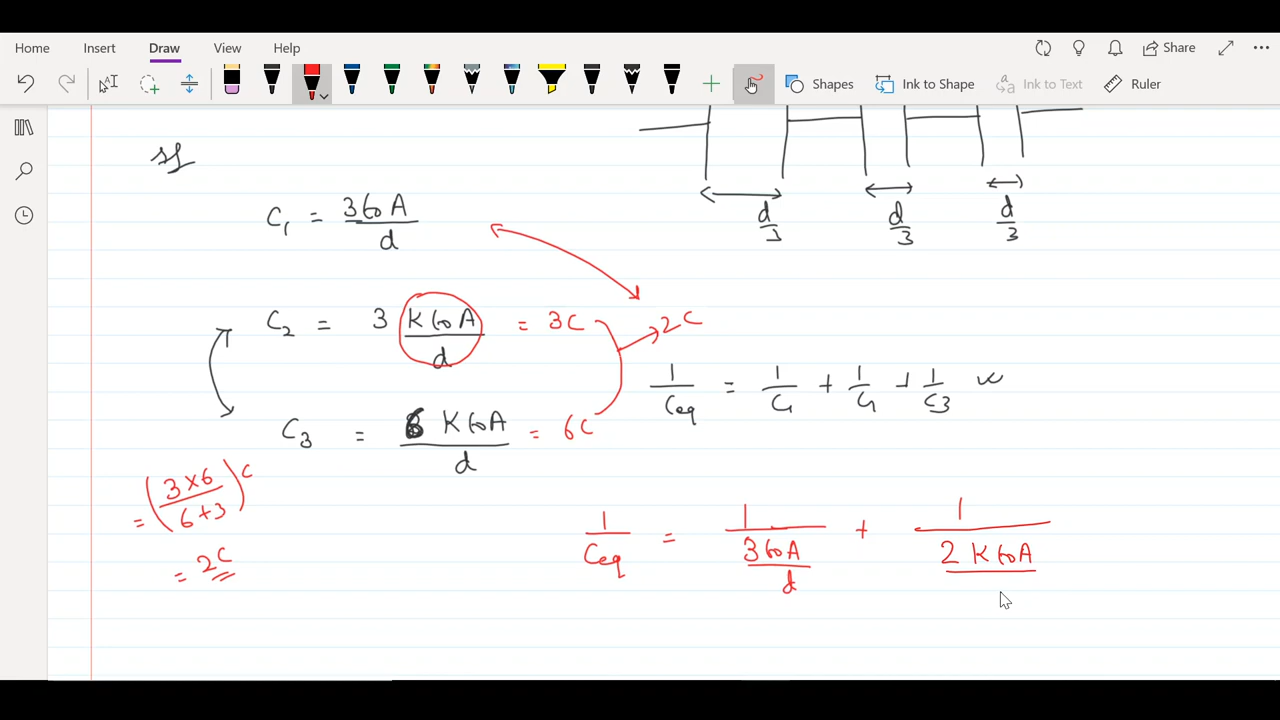 Home Insert Draw View Help Share
Shapes Ink to Shape Ink to Text Ruler
C₁ = 3ϵ₀A / d
d/3 d/3 d/3
C₂ = 3 Kϵ₀A / d = 3C → 2C
1/Ceq = 1/C₁ + 1/C₁ + 1/C3
C₃ = 6 Kϵ₀A / d = 6C
= (3×6 / 6+3) C
= 2C
1/Ceq = 1 / (3ϵ₀A / d) + 1 / 2Kϵ₀A